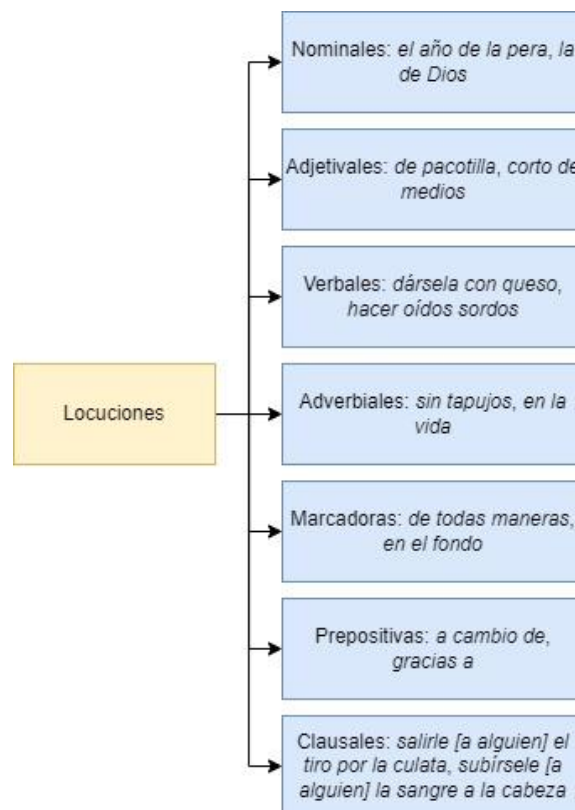 Nominales: el año de la pera, la
de Dios
Adjetivales: de pacotilla, corto de
medios
Verbales: dársela con queso,
hacer oídos sordos
Locuciones
Adverbiales: sin tapujos, en la
vida
Marcadoras: de todas maneras,
en el fondo
Prepositivas: a cambio de,
gracias a
Clausales: salirle [a alguien] el
tiro por la culata, subírsele [a
alguien] la sangre a la cabeza